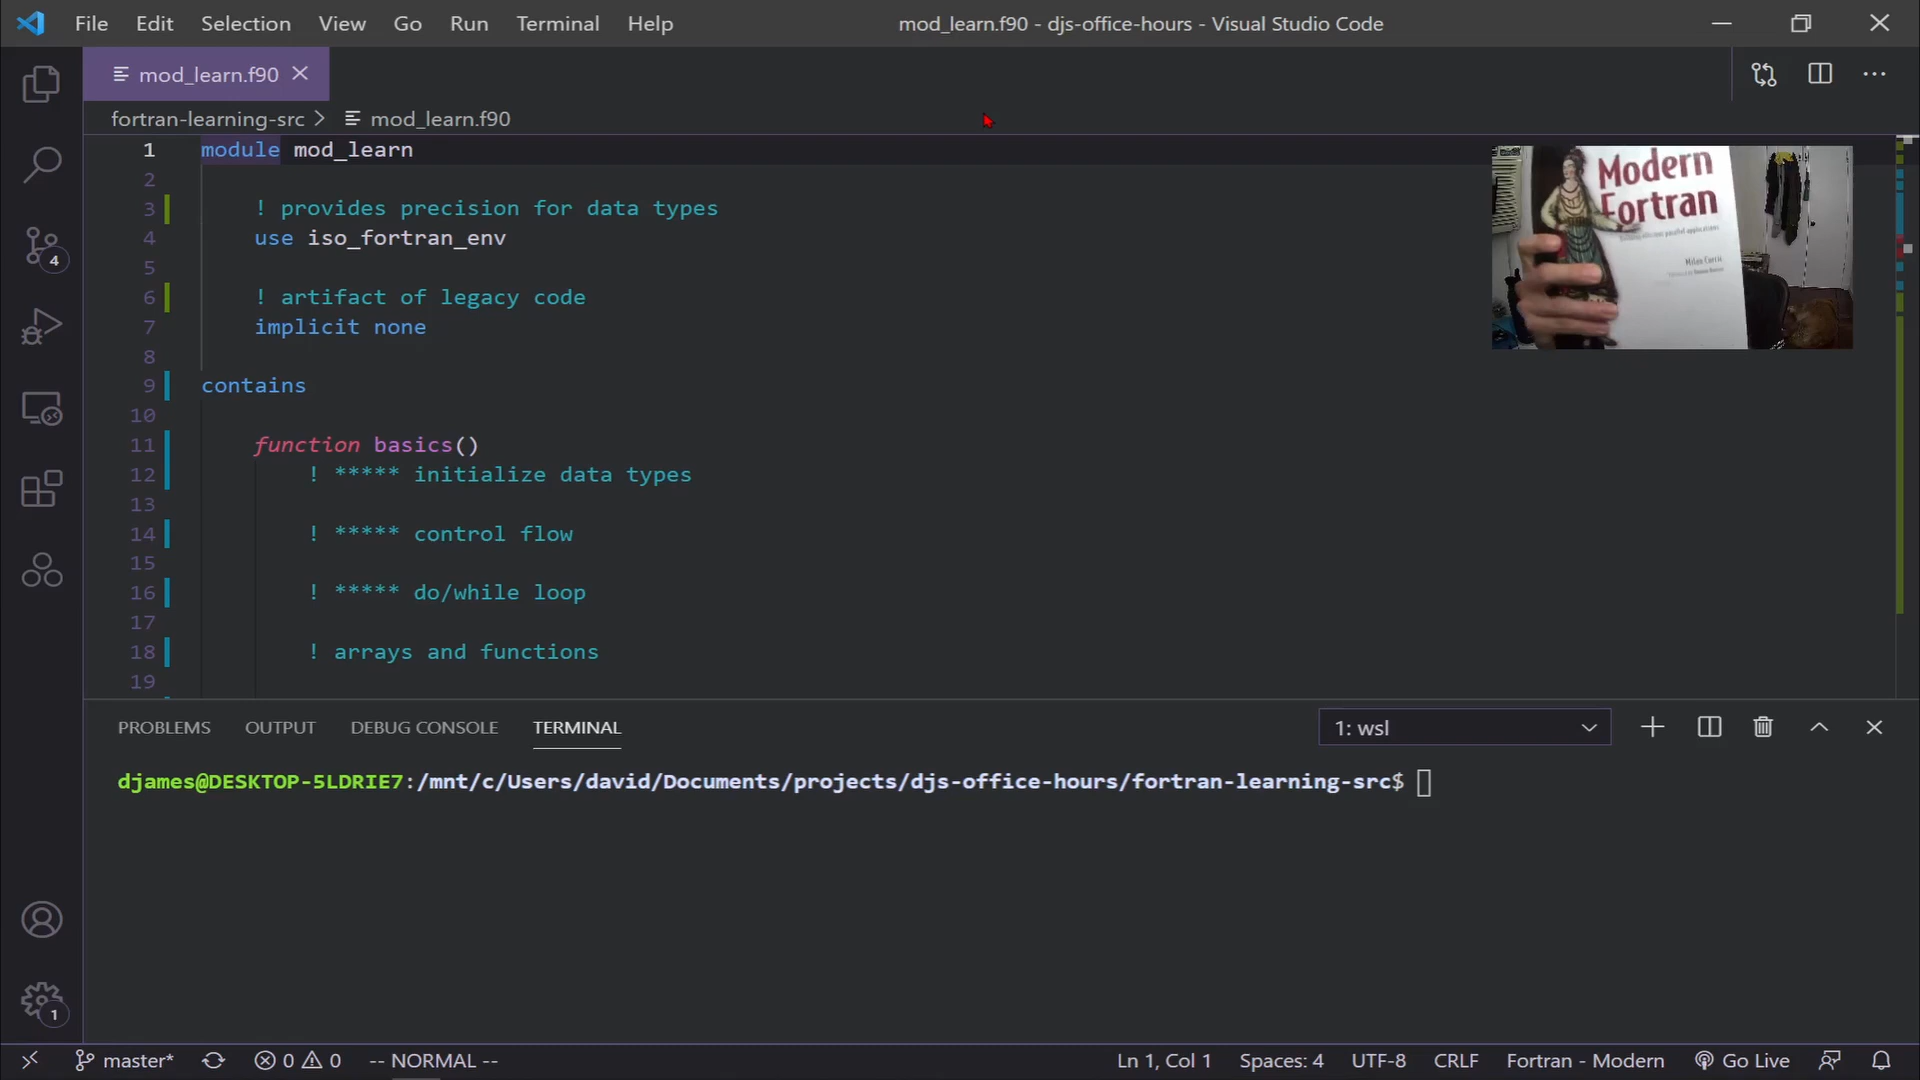 File Edit Selection View Go Run Terminal Help mod_learn.f90 - djs-office-hours - Visual Studio Code
mod_learn.f90
fortran-learning-src > mod_learn.f90
1 module mod_learn
2
3 ! provides precision for data types
4 use iso_fortran_env
5
6 ! artifact of legacy code
7 implicit none
8
9 contains
10
11 function basics()
12 ! ***** initialize data types
13
14 ! ***** control flow
15
16 ! ***** do/while loop
17
18 ! arrays and functions
19
Modern
Fortran
Milan Curcic
4
PROBLEMS OUTPUT DEBUG CONSOLE TERMINAL 1: wsl
djames@DESKTOP-5LDRIE7:/mnt/c/Users/david/Documents/projects/djs-office-hours/fortran-learning-src$
1
master* 0 0 -- NORMAL -- Ln 1, Col 1 Spaces: 4 UTF-8 CRLF Fortran - Modern Go Live